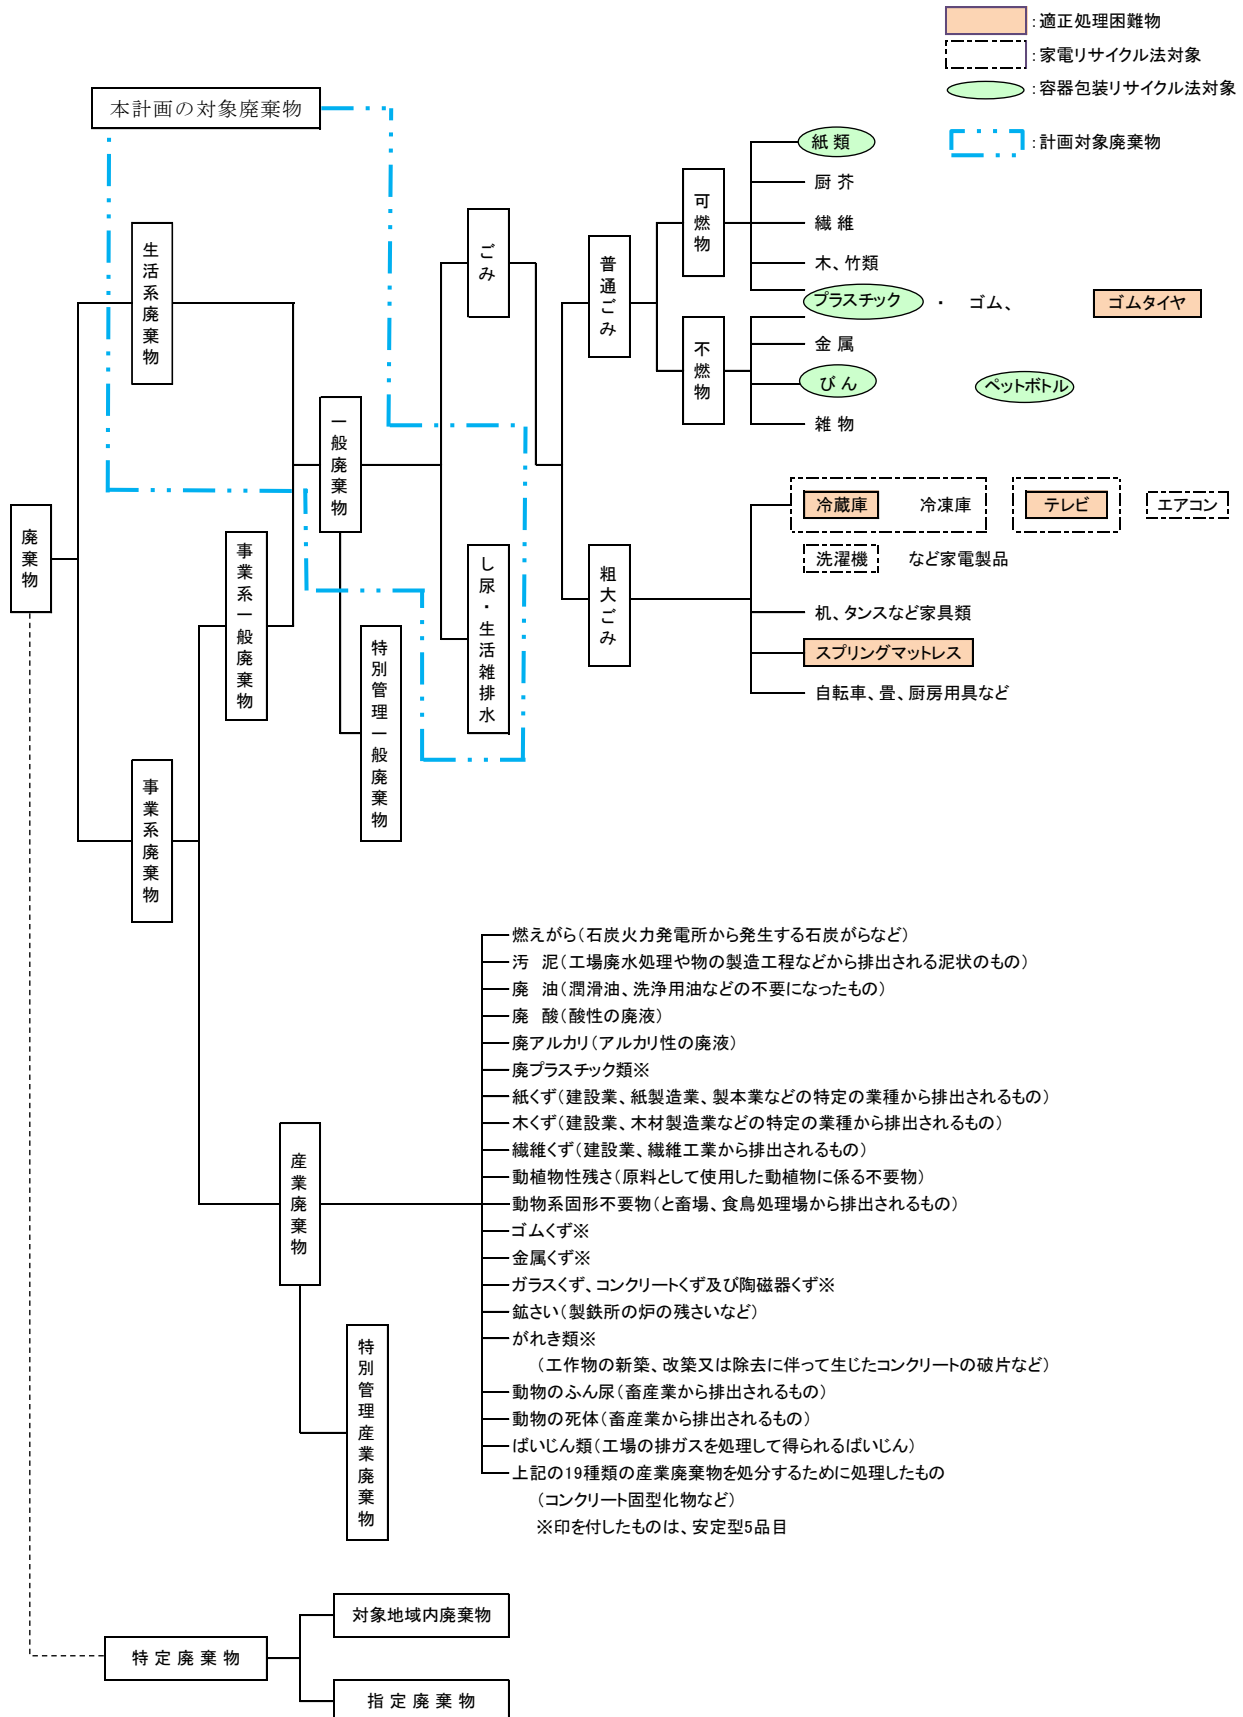 ：適正処理困難物
：家電リサイクル法対象
：容器包装リサイクル法対象
：計画対象廃棄物
本計画の対象廃棄物
廃棄物
生活系廃棄物
事業系廃棄物
事業系一般廃棄物
一般廃棄物
特別管理一般廃棄物
ごみ
し尿・生活雑排水
普通ごみ
粗大ごみ
可燃物
不燃物
紙 類
厨 芥
繊 維
木、竹類
プラスチック ・ ゴム、 ゴムタイヤ
金 属
び ん ペットボトル
雑 物
冷蔵庫 冷凍庫 テレビ エアコン
洗濯機 など家電製品
机、タンスなど家具類
スプリングマットレス
自転車、畳、厨房用具など
産業廃棄物
特別管理産業廃棄物
燃えがら（石炭火力発電所から発生する石炭がらなど）
汚　泥（工場廃水処理や物の製造工程などから排出される泥状のもの）
廃　油（潤滑油、洗浄用油などの不要になったもの）
廃　酸（酸性の廃液）
廃アルカリ（アルカリ性の廃液）
廃プラスチック類※
紙くず（建設業、紙製造業、製本業などの特定の業種から排出されるもの）
木くず（建設業、木材製造業などの特定の業種から排出されるもの）
繊維くず（建設業、繊維工業から排出されるもの）
動植物性残さ（原料として使用した動植物に係る不要物）
動物系固形不要物（と畜場、食鳥処理場から排出されるもの）
ゴムくず※
金属くず※
ガラスくず、コンクリートくず及び陶磁器くず※
鉱さい（製鉄所の炉の残さいなど）
がれき類※
（工作物の新築、改築又は除去に伴って生じたコンクリートの破片など）
動物のふん尿（畜産業から排出されるもの）
動物の死体（畜産業から排出されるもの）
ばいじん類（工場の排ガスを処理して得られるばいじん）
上記の19種類の産業廃棄物を処分するために処理したもの
（コンクリート固型化物など）
※印を付したものは、安定型5品目
特 定 廃 棄 物
対象地域内廃棄物
指 定 廃 棄 物